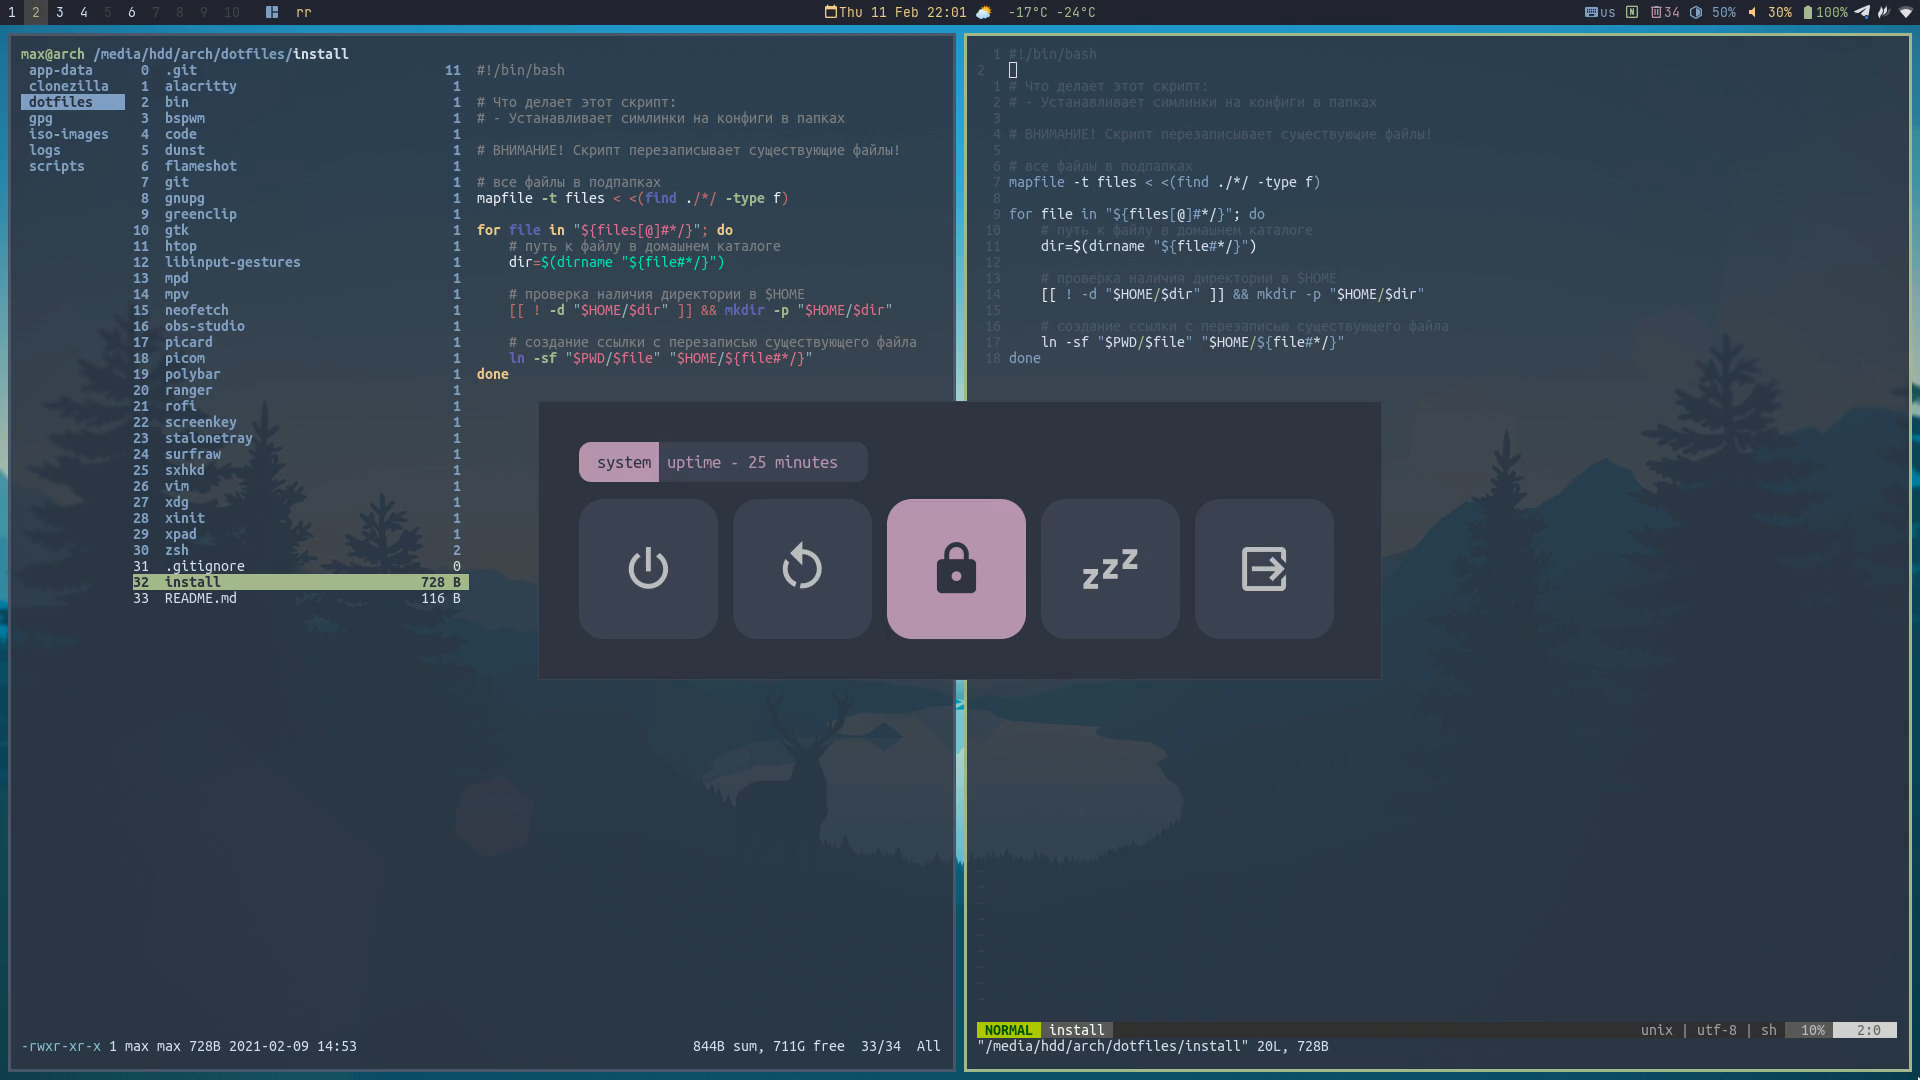 1 2 3 4 5 6 7 8 9 10 rr
Thu 11 Feb 22:01 -17°C -24°C
us N 34 50% 30% 100%
max@arch /media/hdd/arch/dotfiles/install
app-data
clonezilla
dotfiles
gpg
iso-images
logs
scripts
0 .git 11
1 alacritty 1
2 bin 1
3 bspwm 1
4 code 1
5 dunst 1
6 flameshot 1
7 git 1
8 gnupg 1
9 greenclip 1
10 gtk 1
11 htop 1
12 libinput-gestures 1
13 mpd 1
14 mpv 1
15 neofetch 1
16 obs-studio 1
17 picard 1
18 picom 1
19 polybar 1
20 ranger 1
21 rofi 1
22 screenkey 1
23 stalonetray 1
24 surfraw 1
25 sxhkd 1
26 vim 1
27 xdg 1
28 xinit 1
29 xpad 1
30 zsh 2
31 .gitignore 0
32 install 728 B
33 README.md 116 B
#!/bin/bash
# Что делает этот скрипт:
# - Устанавливает симлинки на конфиги в папках
# ВНИМАНИЕ! Скрипт перезаписывает существующие файлы!
# все файлы в подпапках
mapfile -t files < <(find ./*/ -type f)
for file in "${files[@]#*/}"; do
# путь к файлу в домашнем каталоге
dir=$(dirname "${file#*/}")
# проверка наличия директории в $HOME
[[ ! -d "$HOME/$dir" ]] && mkdir -p "$HOME/$dir"
# создание ссылки с перезаписью существующего файла
ln -sf "$PWD/$file" "$HOME/${file#*/}"
done
-rwxr-xr-x 1 max max 728B 2021-02-09 14:53 844B sum, 711G free 33/34 All
1 #!/bin/bash
2
1 # Что делает этот скрипт:
2 # - Устанавливает симлинки на конфиги в папках
3
4 # ВНИМАНИЕ! Скрипт перезаписывает существующие файлы!
5
6 # все файлы в подпапках
7 mapfile -t files < <(find ./*/ -type f)
8
9 for file in "${files[@]#*/}"; do
10 # путь к файлу в домашнем каталоге
11 dir=$(dirname "${file#*/}")
12
13 # проверка наличия директории в $HOME
14 [[ ! -d "$HOME/$dir" ]] && mkdir -p "$HOME/$dir"
15
16 # создание ссылки с перезаписью существующего файла
17 ln -sf "$PWD/$file" "$HOME/${file#*/}"
18 done
NORMAL install unix | utf-8 | sh 10% 2:0
"/media/hdd/arch/dotfiles/install" 20L, 728B
system uptime - 25 minutes
zzz